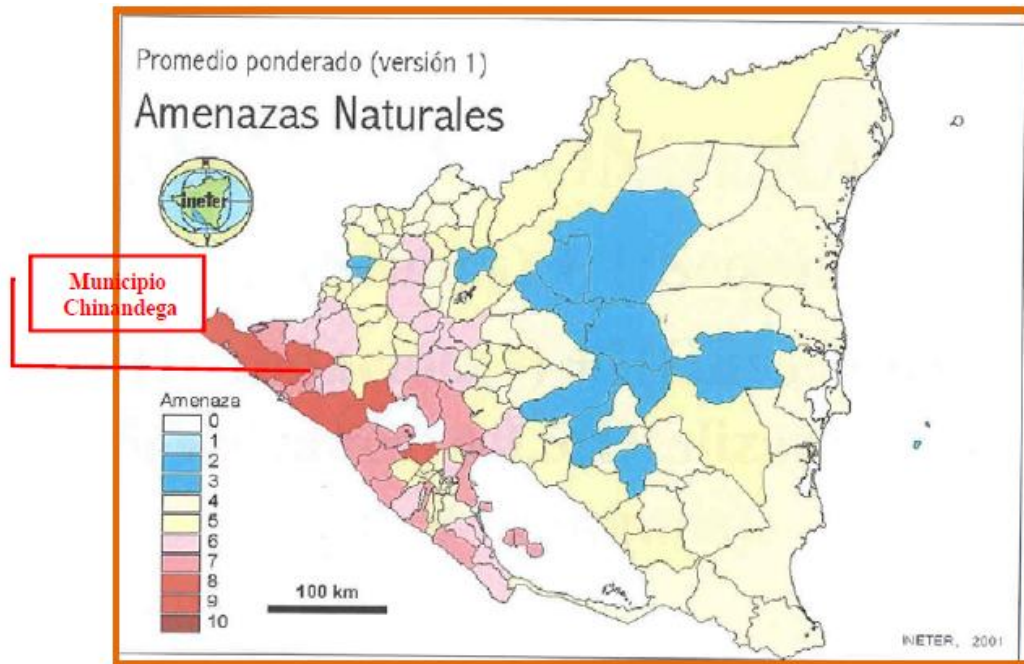 Promedio ponderado (versión 1)
Amenazas Naturales
ineter
Municipio
Chinandega
Amenaza
0
1
2
3
4
5
6
7
8
9
10
100 km
INETER, 2001